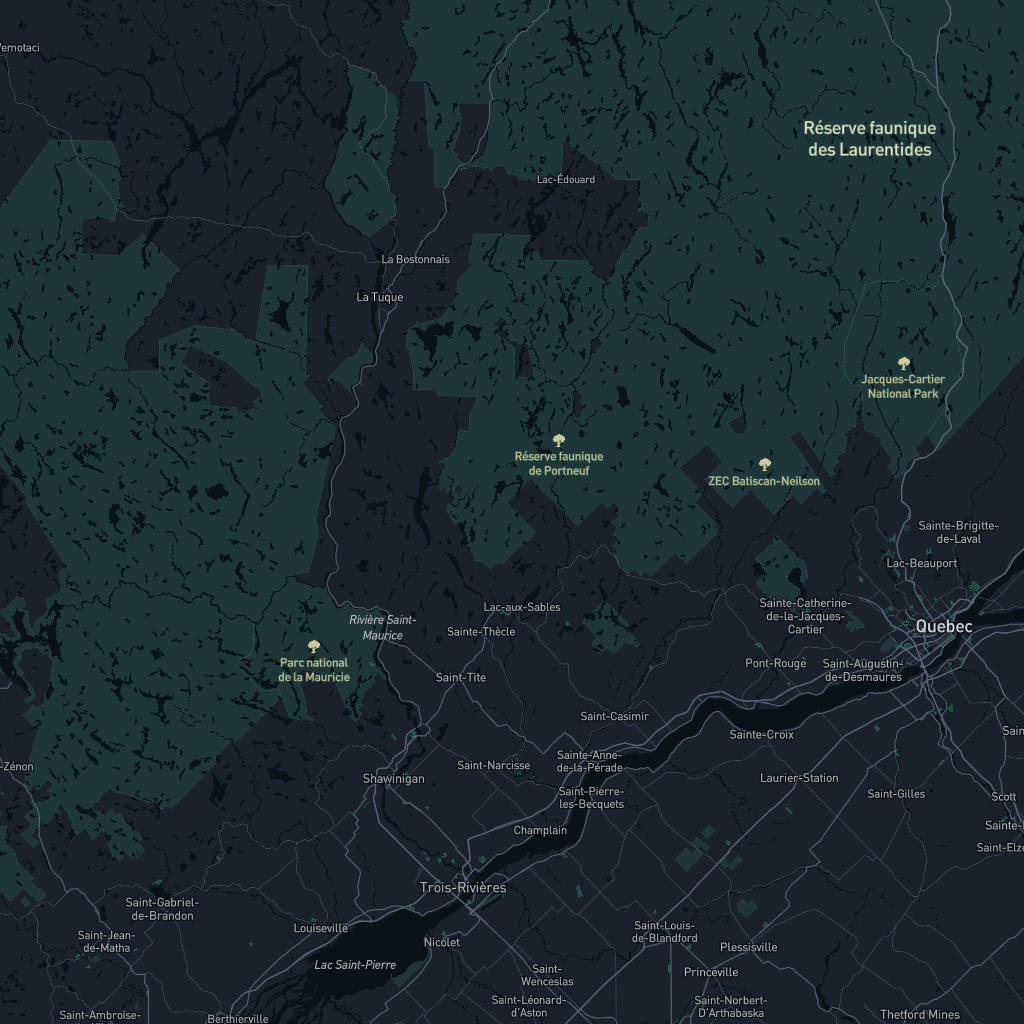 Réserve faunique
des Laurentides
Lac-Édouard
La Bostonnais
La Tuque
Jacques-Cartier
National Park
Réserve faunique
de Portneuf
ZEC Batiscan-Neilson
Sainte-Brigitte-
de-Laval
Lac-Beauport
Lac-aux-Sables
Sainte-Catherine-
de-la-Jacques-
Cartier
Rivière Saint-
Maurice
Sainte-Thècle
Quebec
Parc national
de la Mauricie
Saint-Tite
Pont-Rouge
Saint-Augustin-
de-Desmaures
Saint-Casimir
Sainte-Croix
Sainte-Anne-
de-la-Pérade
Saint-Narcisse
-Zénon
Shawinigan
Laurier-Station
Saint-Gilles
Scott
Saint-Pierre-
les-Becquets
Champlain
Trois-Rivières
Saint-Gabriel-
de-Brandon
Louiseville
Saint-Jean-
de-Matha
Nicolet
Saint-Louis-
de-Blandford
Plessisville
Lac Saint-Pierre
Saint-
Wenceslas
Princeville
Saint-Léonard-
d'Aston
Saint-Norbert-
D'Arthabaska
Saint-Ambroise-
Berthierville
Thetford Mines